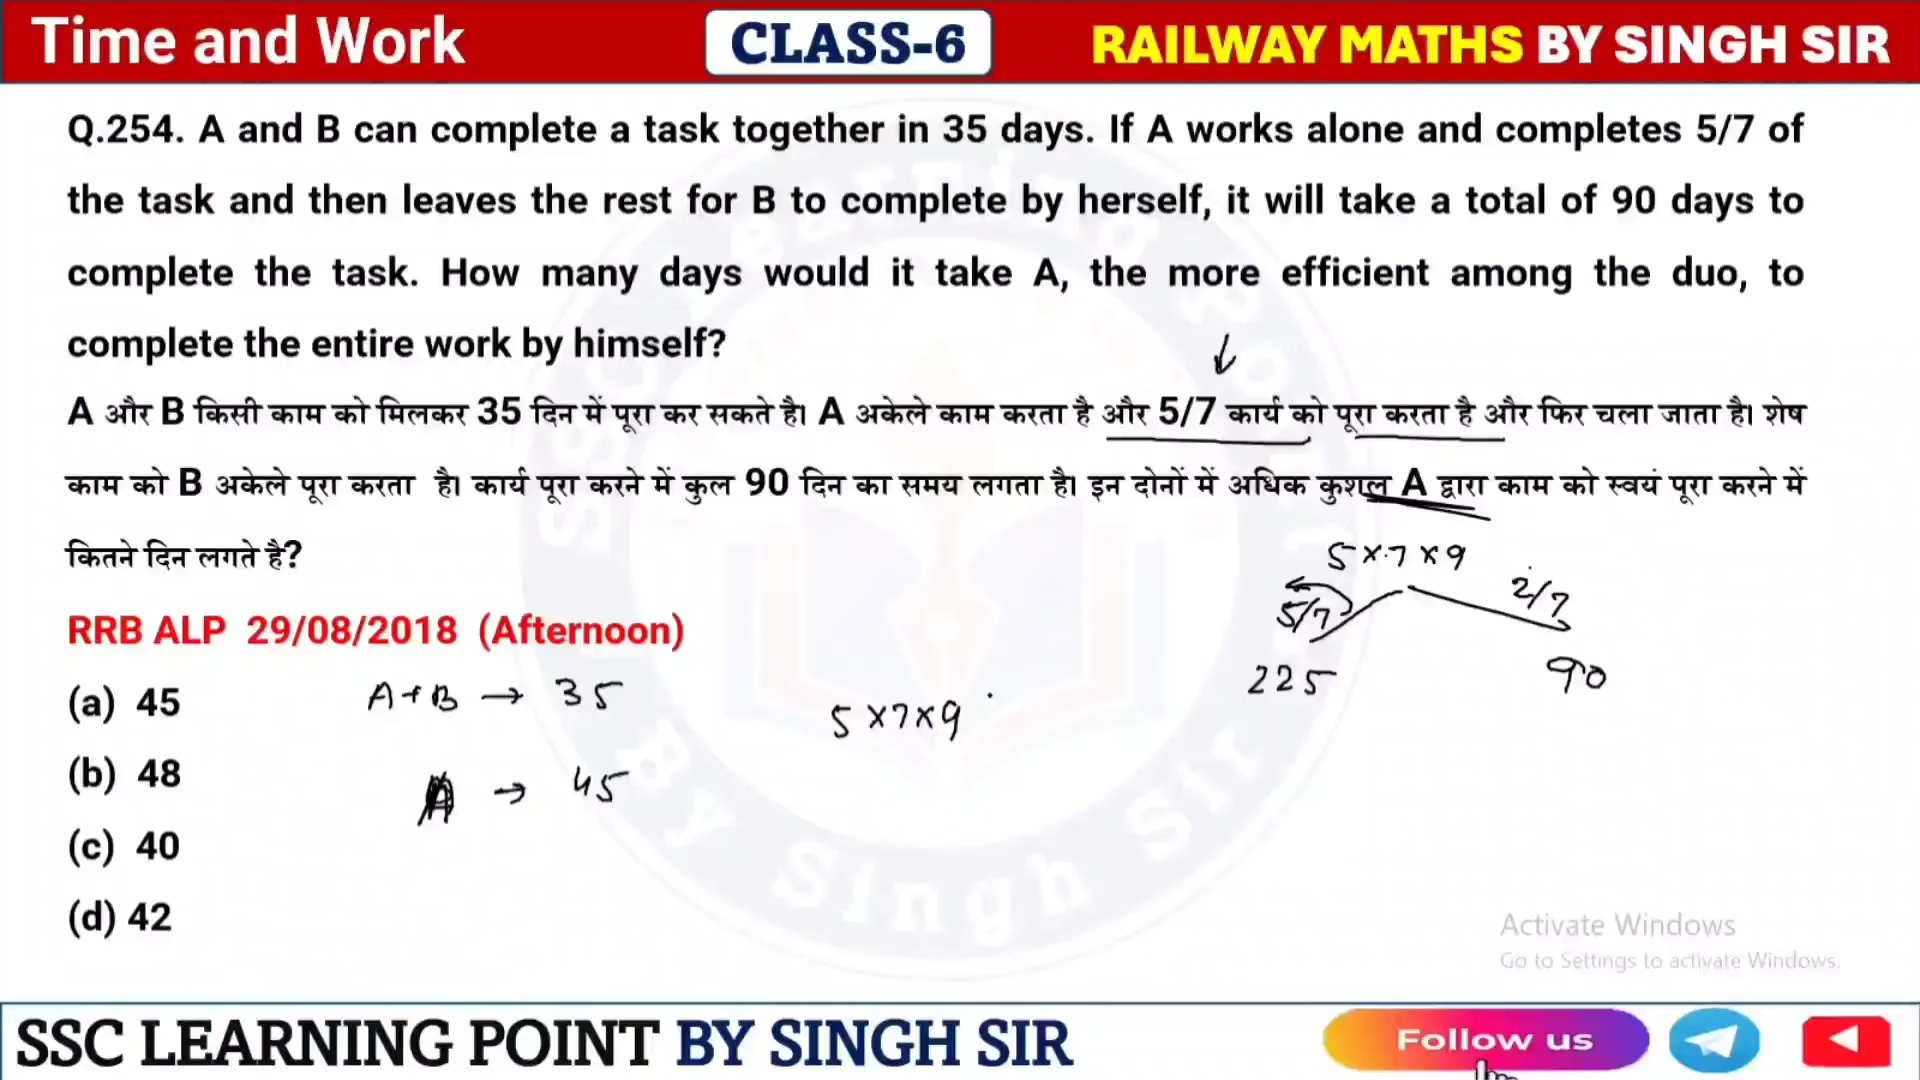 Time and Work
CLASS-6
RAILWAY MATHS BY SINGH SIR
Q.254. A and B can complete a task together in 35 days. If A works alone and completes 5/7 of
the task and then leaves the rest for B to complete by herself, it will take a total of 90 days to
complete the task. How many days would it take A, the more efficient among the duo, to
complete the entire work by himself?
A और B किसी काम को मिलकर 35 दिन में पूरा कर सकते है। A अकेले काम करता है और 5/7 कार्य को पूरा करता है और फिर चला जाता है। शेष
काम को B अकेले पूरा करता है। कार्य पूरा करने में कुल 90 दिन का समय लगता है। इन दोनों में अधिक कुशल A द्वारा काम को स्वयं पूरा करने में
कितने दिन लगते है?
5 × 7 × 9
5/7
2/7
225
90
RRB ALP 29/08/2018 (Afternoon)
(a) 45
(b) 48
(c) 40
(d) 42
A + B → 35
A → 45
5 × 7 × 9
SSC Learning Point
By Singh Sir
Activate Windows
Go to Settings to activate Windows.
SSC LEARNING POINT BY SINGH SIR
Follow us